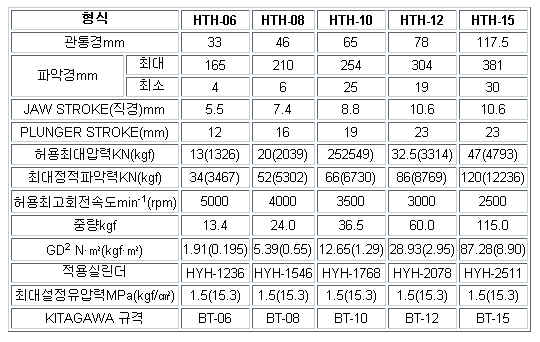 형식 HTH-06 HTH-08 HTH-10 HTH-12 HTH-15
관통경mm 33 46 65 78 117.5
파악경mm 최대 165 210 254 304 381
최소 4 6 25 19 30
JAW STROKE(직경)mm 5.5 7.4 8.8 10.6 10.6
PLUNGER STROKE(mm) 12 16 19 23 23
허용최대압력KN(kgf) 13(1326) 20(2039) 252549) 32.5(3314) 47(4793)
최대정적파악력KN(kgf) 34(3467) 52(5302) 66(6730) 86(8769) 120(12236)
허용최고회전속도min-1(rpm) 5000 4000 3500 3000 2500
중량kgf 13.4 24.0 36.5 60.0 115.0
GD2 N·m²(kgf·m²) 1.91(0.195) 5.39(0.55) 12.65(1.29) 28.93(2.95) 87.28(8.90)
적용실린더 HYH-1236 HYH-1546 HYH-1768 HYH-2078 HYH-2511
최대설정유압력MPa(kgf/㎠) 1.5(15.3) 1.5(15.3) 1.5(15.3) 1.5(15.3) 1.5(15.3)
KITAGAWA 규격 BT-06 BT-08 BT-10 BT-12 BT-15